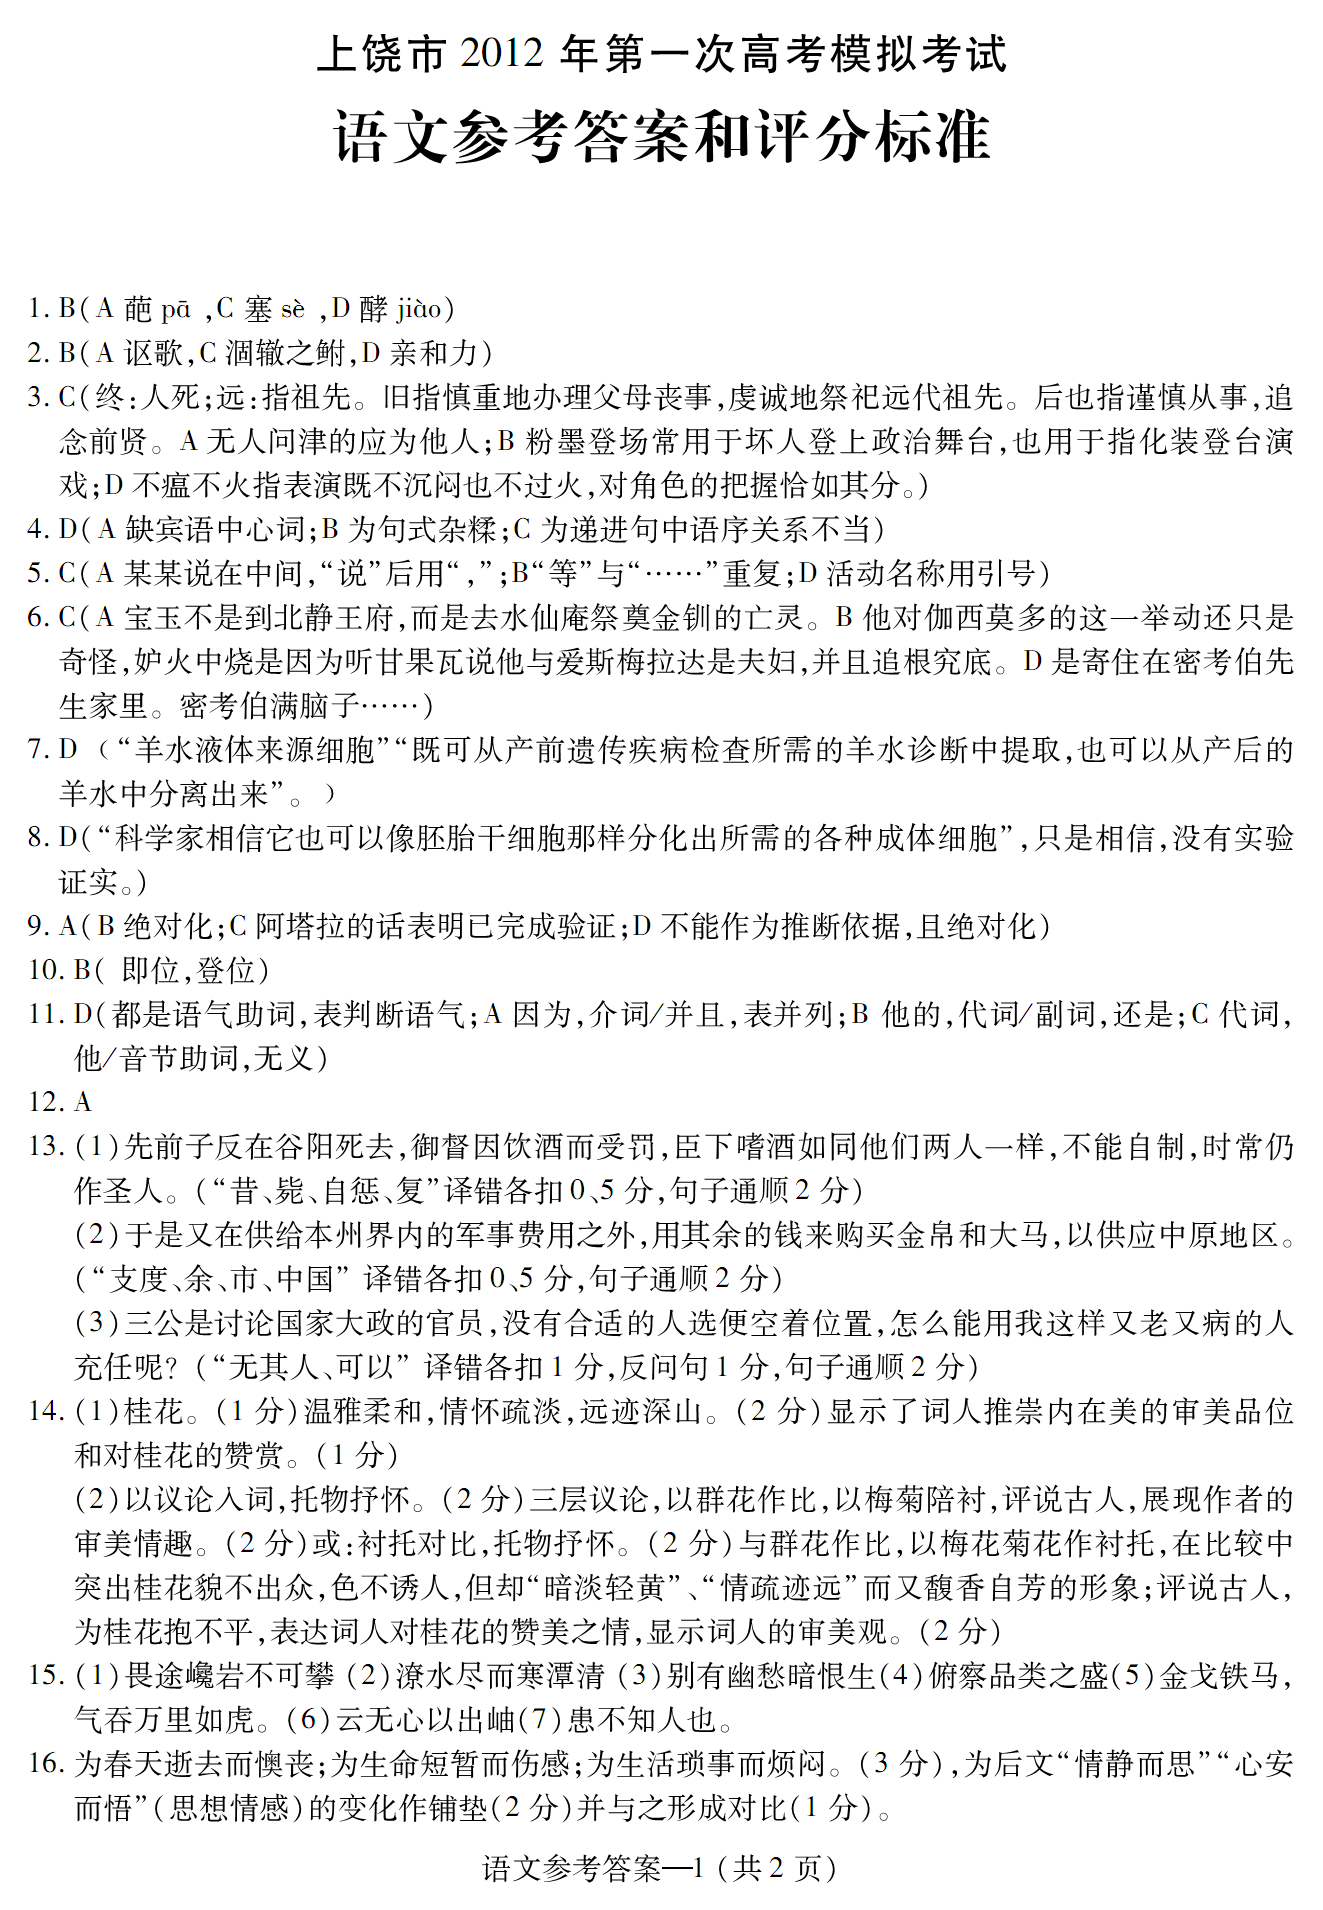 上饶市 2012 年第一次高考模拟考试
语文参考答案和评分标准
1. B( A 葩 pā ,C 塞 sè ,D 酵 jiào)
2. B( A 讴歌,C 涸辙之鲋,D 亲和力)
3. C( 终:人死;远:指祖先。旧指慎重地办理父母丧事,虔诚地祭祀远代祖先。后也指谨慎从事,追
念前贤。A 无人问津的应为他人;B 粉墨登场常用于坏人登上政治舞台,也用于指化装登台演
戏;D 不瘟不火指表演既不沉闷也不过火,对角色的把握恰如其分。)
4. D( A 缺宾语中心词;B 为句式杂糅;C 为递进句中语序关系不当)
5. C( A 某某说在中间,“说”后用“,”;B“等”与“……”重复;D 活动名称用引号)
6. C( A 宝玉不是到北静王府,而是去水仙庵祭奠金钏的亡灵。B 他对伽西莫多的这一举动还只是
奇怪,妒火中烧是因为听甘果瓦说他与爱斯梅拉达是夫妇,并且追根究底。D 是寄住在密考伯先
生家里。密考伯满脑子……)
7. D （“羊水液体来源细胞”“既可从产前遗传疾病检查所需的羊水诊断中提取,也可以从产后的
羊水中分离出来”。）
8. D(“科学家相信它也可以像胚胎干细胞那样分化出所需的各种成体细胞”,只是相信,没有实验
证实。)
9. A( B 绝对化;C 阿塔拉的话表明已完成验证;D 不能作为推断依据,且绝对化)
10. B( 即位,登位)
11. D( 都是语气助词,表判断语气;A 因为,介词/并且,表并列;B 他的,代词/副词,还是;C 代词,
他/音节助词,无义)
12. A
13. (1)先前子反在谷阳死去,御督因饮酒而受罚,臣下嗜酒如同他们两人一样,不能自制,时常仍
作圣人。(“昔、毙、自惩、复”译错各扣 0、5 分,句子通顺 2 分)
(2)于是又在供给本州界内的军事费用之外,用其余的钱来购买金帛和大马,以供应中原地区。
(“支度、余、市、中国” 译错各扣 0、5 分,句子通顺 2 分)
(3)三公是讨论国家大政的官员,没有合适的人选便空着位置,怎么能用我这样又老又病的人
充任呢? (“无其人、可以” 译错各扣 1 分,反问句 1 分,句子通顺 2 分)
14. (1)桂花。(1 分)温雅柔和,情怀疏淡,远迹深山。(2 分)显示了词人推崇内在美的审美品位
和对桂花的赞赏。(1 分)
(2)以议论入词,托物抒怀。(2 分)三层议论,以群花作比,以梅菊陪衬,评说古人,展现作者的
审美情趣。(2 分)或:衬托对比,托物抒怀。(2 分)与群花作比,以梅花菊花作衬托,在比较中
突出桂花貌不出众,色不诱人,但却“暗淡轻黄”、“情疏迹远”而又馥香自芳的形象;评说古人,
为桂花抱不平,表达词人对桂花的赞美之情,显示词人的审美观。(2 分)
15. (1)畏途巉岩不可攀 (2)潦水尽而寒潭清 (3)别有幽愁暗恨生(4)俯察品类之盛(5)金戈铁马,
气吞万里如虎。(6)云无心以出岫(7)患不知人也。
16. 为春天逝去而懊丧;为生命短暂而伤感;为生活琐事而烦闷。(3 分),为后文“情静而思”“心安
而悟”(思想情感)的变化作铺垫(2 分)并与之形成对比(1 分)。
语文参考答案—1 (共 2 页)